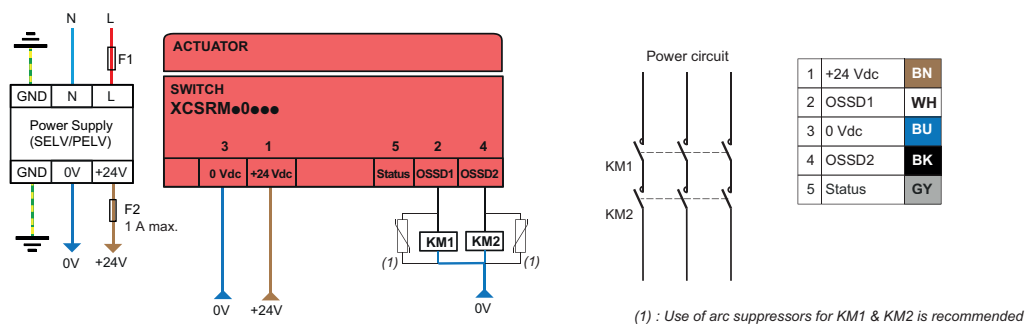 N L
F1
GND N L
Power Supply
(SELV/PELV)
GND 0V +24V
F2
1 A max.
0V +24V
ACTUATOR
SWITCH
XCSRM●0●●●
3 1 5 2 4
0 Vdc +24 Vdc Status OSSD1 OSSD2
KM1 KM2
(1) (1)
0V +24V 0V
Power circuit
KM1
KM2
1 +24 Vdc BN
2 OSSD1 WH
3 0 Vdc BU
4 OSSD2 BK
5 Status GY
(1) : Use of arc suppressors for KM1 & KM2 is recommended